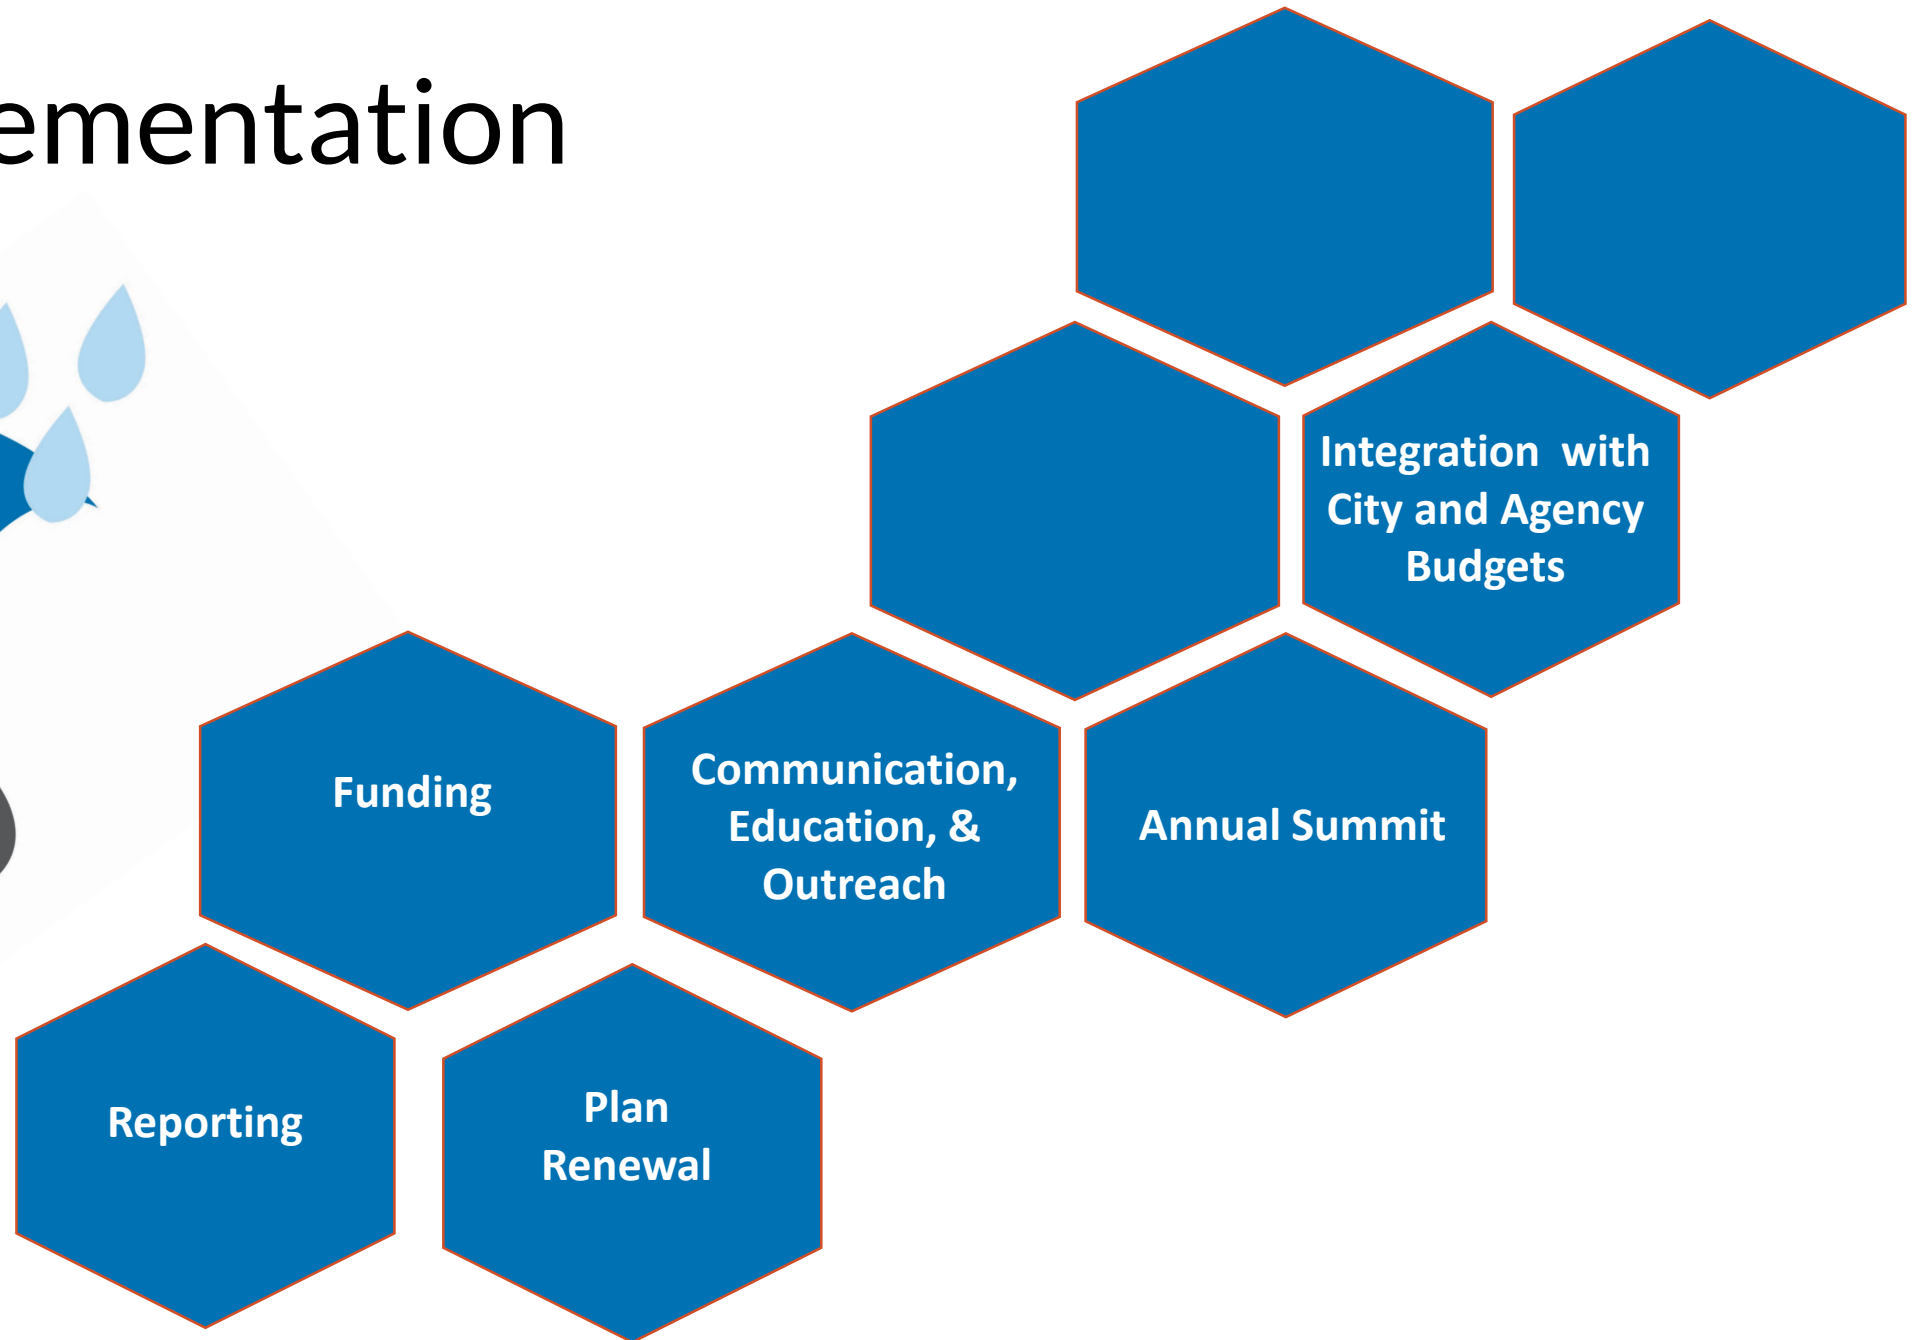 ementation
Integration with
City and Agency
Budgets
Funding
Communication,
Education, &
Outreach
Annual Summit
Reporting
Plan
Renewal